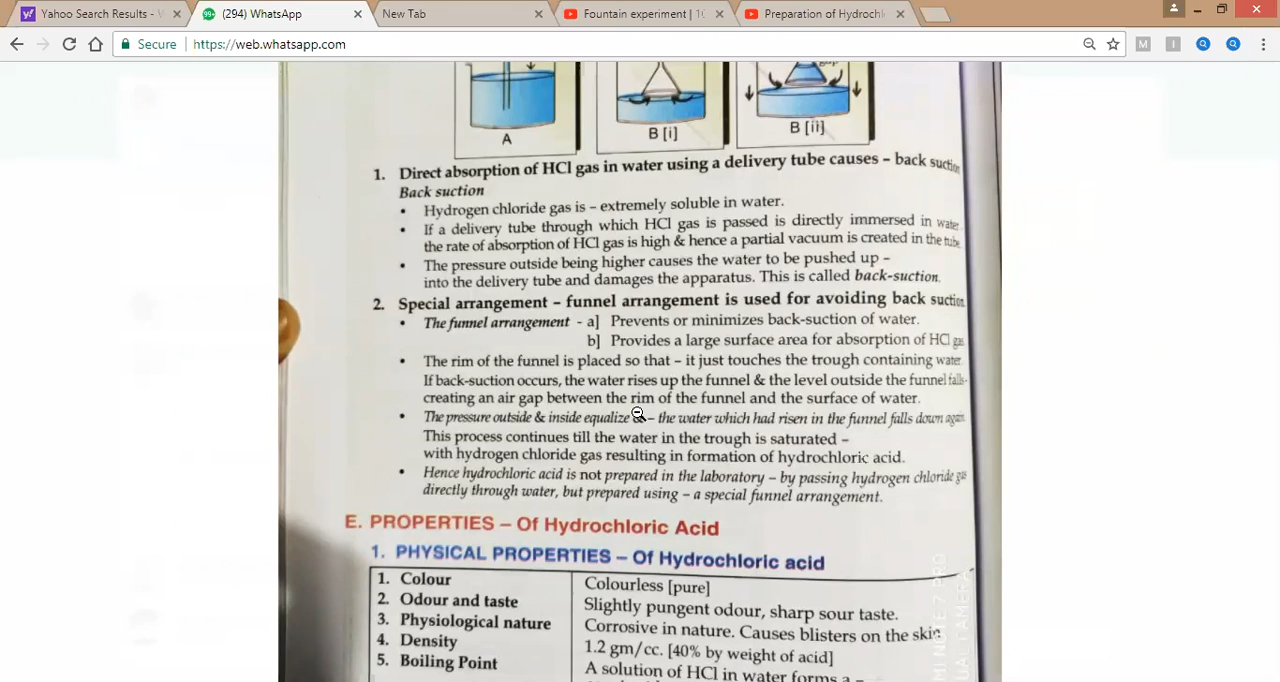 Yahoo Search Results -
(294) WhatsApp
New Tab
Fountain experiment | 10
Preparation of Hydrochl
Secure
https://web.whatsapp.com
A
B [i]
B [ii]
1. Direct absorption of HCl gas in water using a delivery tube causes – back suction
Back suction
• Hydrogen chloride gas is – extremely soluble in water.
• If a delivery tube through which HCl gas is passed is directly immersed in water
the rate of absorption of HCl gas is high & hence a partial vacuum is created in the tube
• The pressure outside being higher causes the water to be pushed up –
into the delivery tube and damages the apparatus. This is called back-suction.
2. Special arrangement – funnel arrangement is used for avoiding back suction
• The funnel arrangement - a] Prevents or minimizes back-suction of water.
b] Provides a large surface area for absorption of HCl gas
• The rim of the funnel is placed so that – it just touches the trough containing water
If back-suction occurs, the water rises up the funnel & the level outside the funnel falls-
creating an air gap between the rim of the funnel and the surface of water.
• The pressure outside & inside equalize & – the water which had risen in the funnel falls down again
This process continues till the water in the trough is saturated –
with hydrogen chloride gas resulting in formation of hydrochloric acid.
• Hence hydrochloric acid is not prepared in the laboratory – by passing hydrogen chloride gas
directly through water, but prepared using – a special funnel arrangement.
E. PROPERTIES – Of Hydrochloric Acid
1. PHYSICAL PROPERTIES – Of Hydrochloric acid
1. Colour
Colourless [pure]
2. Odour and taste
Slightly pungent odour, sharp sour taste.
3. Physiological nature
Corrosive in nature. Causes blisters on the skin
4. Density
1.2 gm/cc. [40% by weight of acid]
5. Boiling Point
A solution of HCl in water forms a –